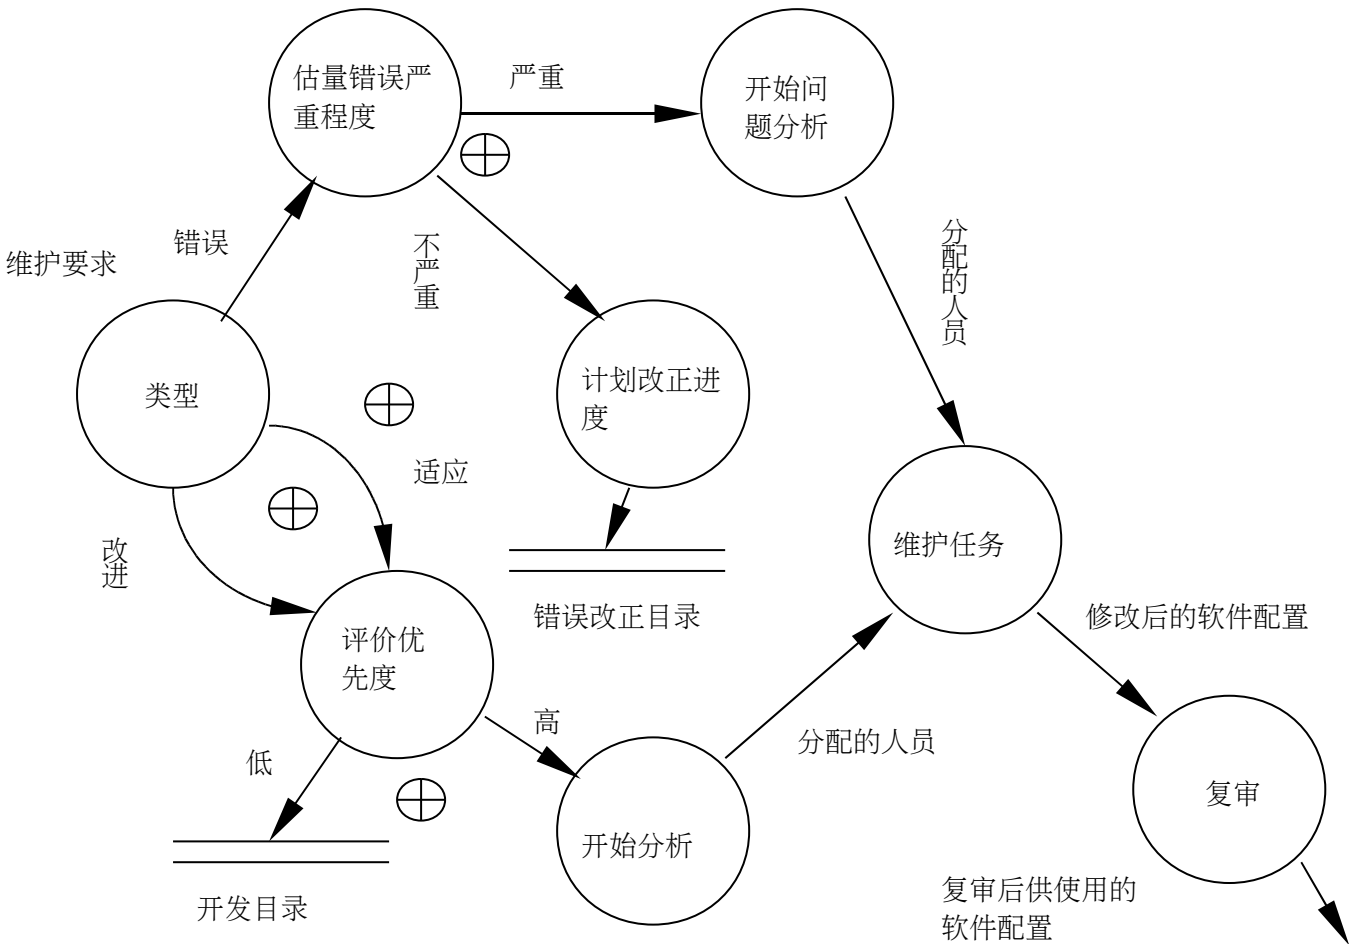 估量错误严
重程度
严重
开始问
题分析
错误
维护要求
不严重
分配的人员
类型
计划改正进
度
适应
改进
错误改正目录
维护任务
修改后的软件配置
评价优
先度
高
低
分配的人员
开始分析
复审
开发目录
复审后供使用的
软件配置